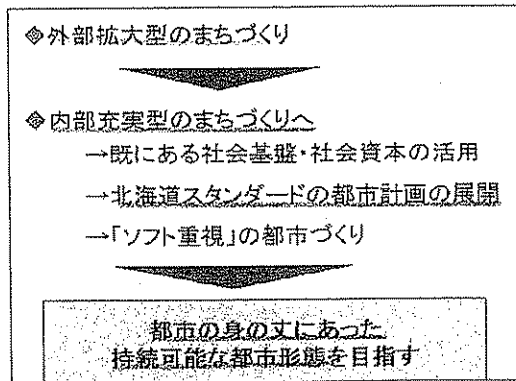 ◈外部拡大型のまちづくり
◈内部充実型のまちづくりへ
→既にある社会基盤・社会資本の活用
→北海道スタンダードの都市計画の展開
→「ソフト重視」の都市づくり
都市の身の丈にあった
持続可能な都市形態を目指す